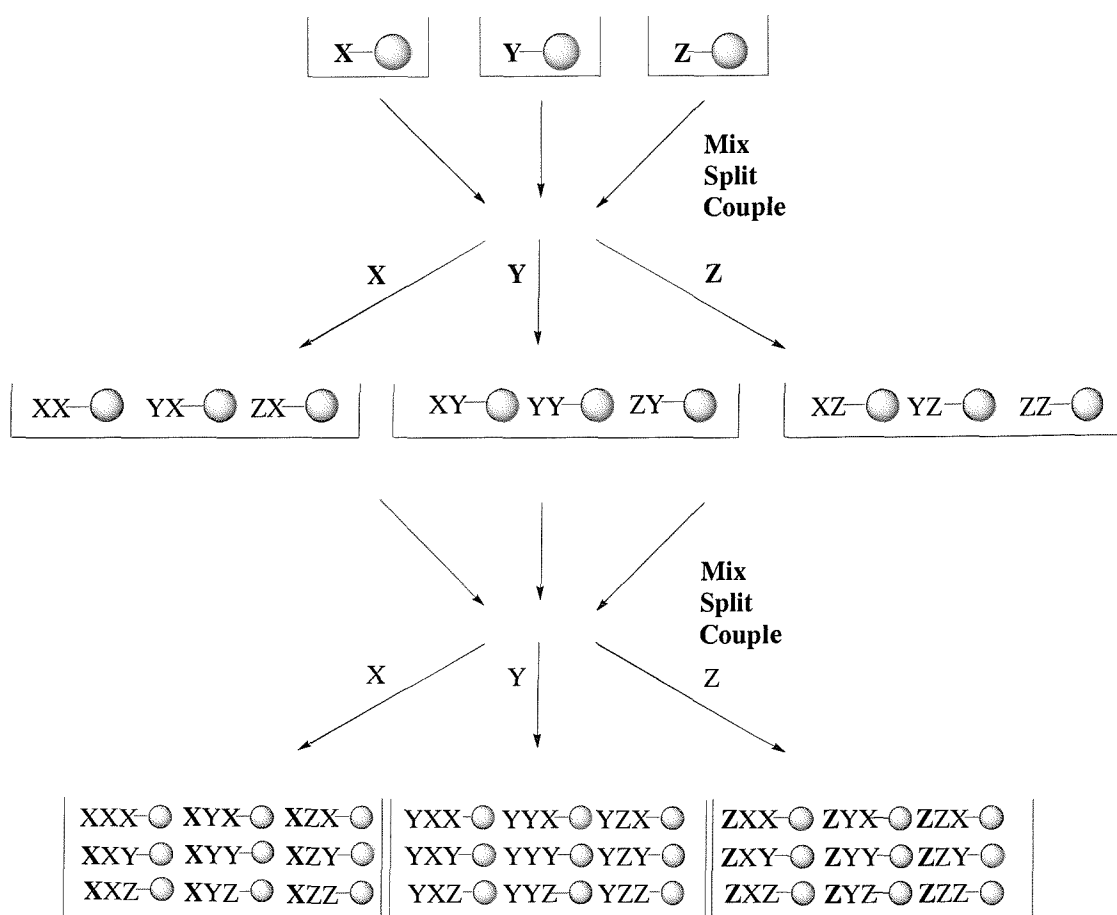 X Y Z
Mix
Split
Couple
X Y Z
XX YX ZX XY YY ZY XZ YZ ZZ
Mix
Split
Couple
X Y Z
XXX XYX XZX YXX YYX YZX ZXX ZYX ZZX
XXY XYY XZY YXY YYY YZY ZXY ZYY ZZY
XXZ XYZ XZZ YXZ YYZ YZZ ZXZ ZYZ ZZZ